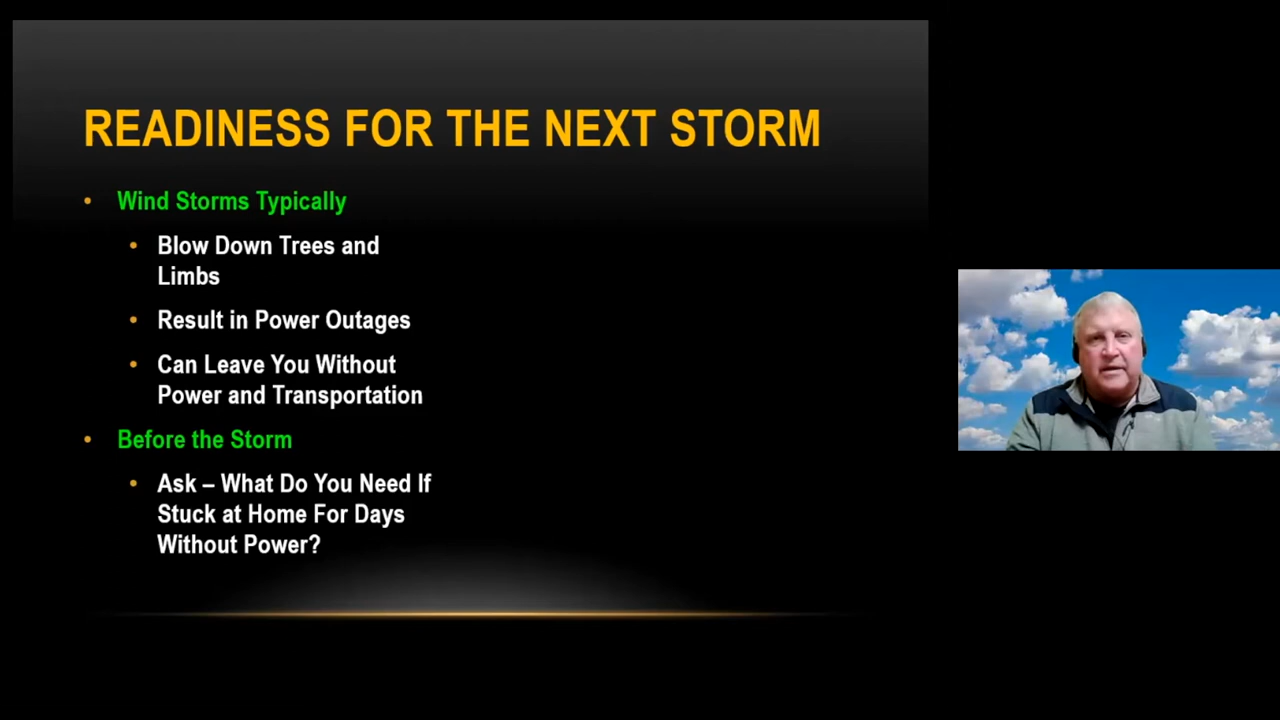 READINESS FOR THE NEXT STORM
• Wind Storms Typically
• Blow Down Trees and
Limbs
• Result in Power Outages
• Can Leave You Without
Power and Transportation
• Before the Storm
• Ask – What Do You Need If
Stuck at Home For Days
Without Power?